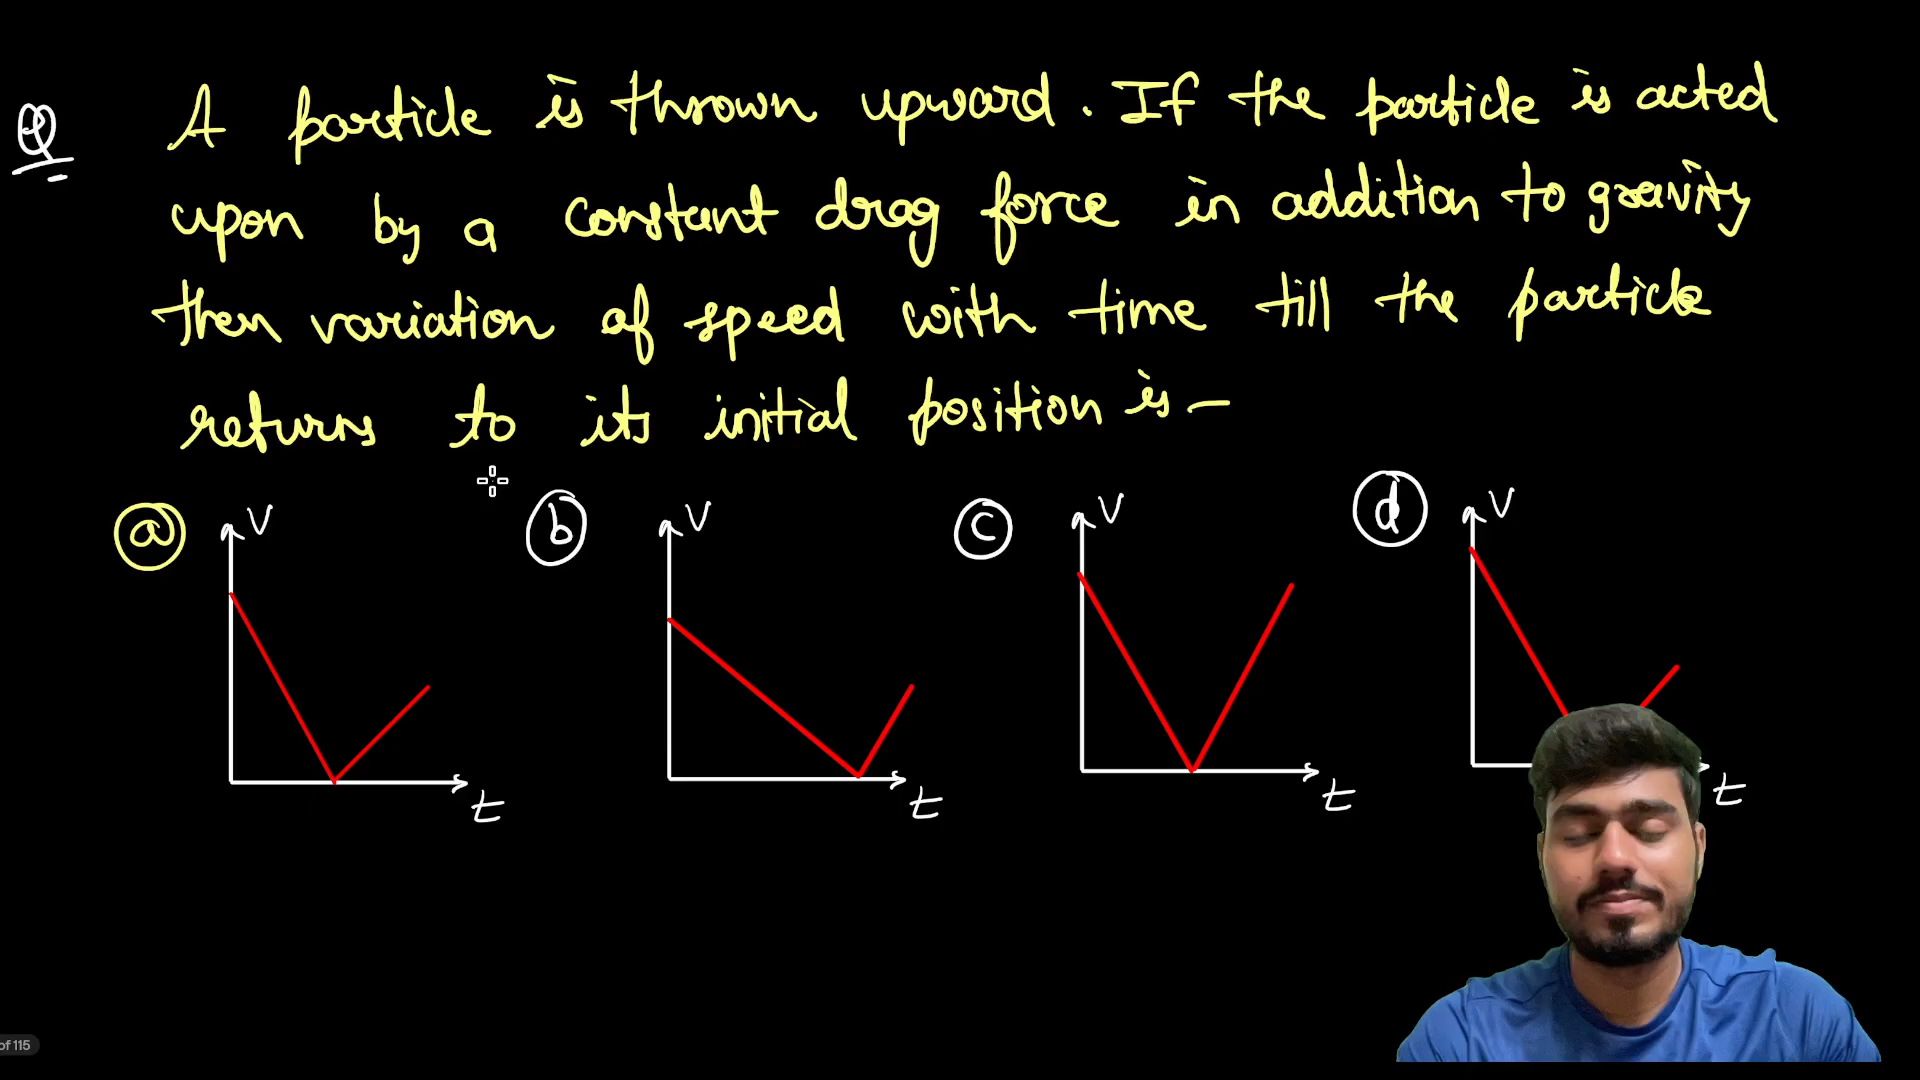 Q A particle is thrown upward. If the particle is acted
upon by a constant drag force in addition to gravity
then variation of speed with time till the particle
returns to its initial position is -
a V t
b V t
c V t
d V t
of 115